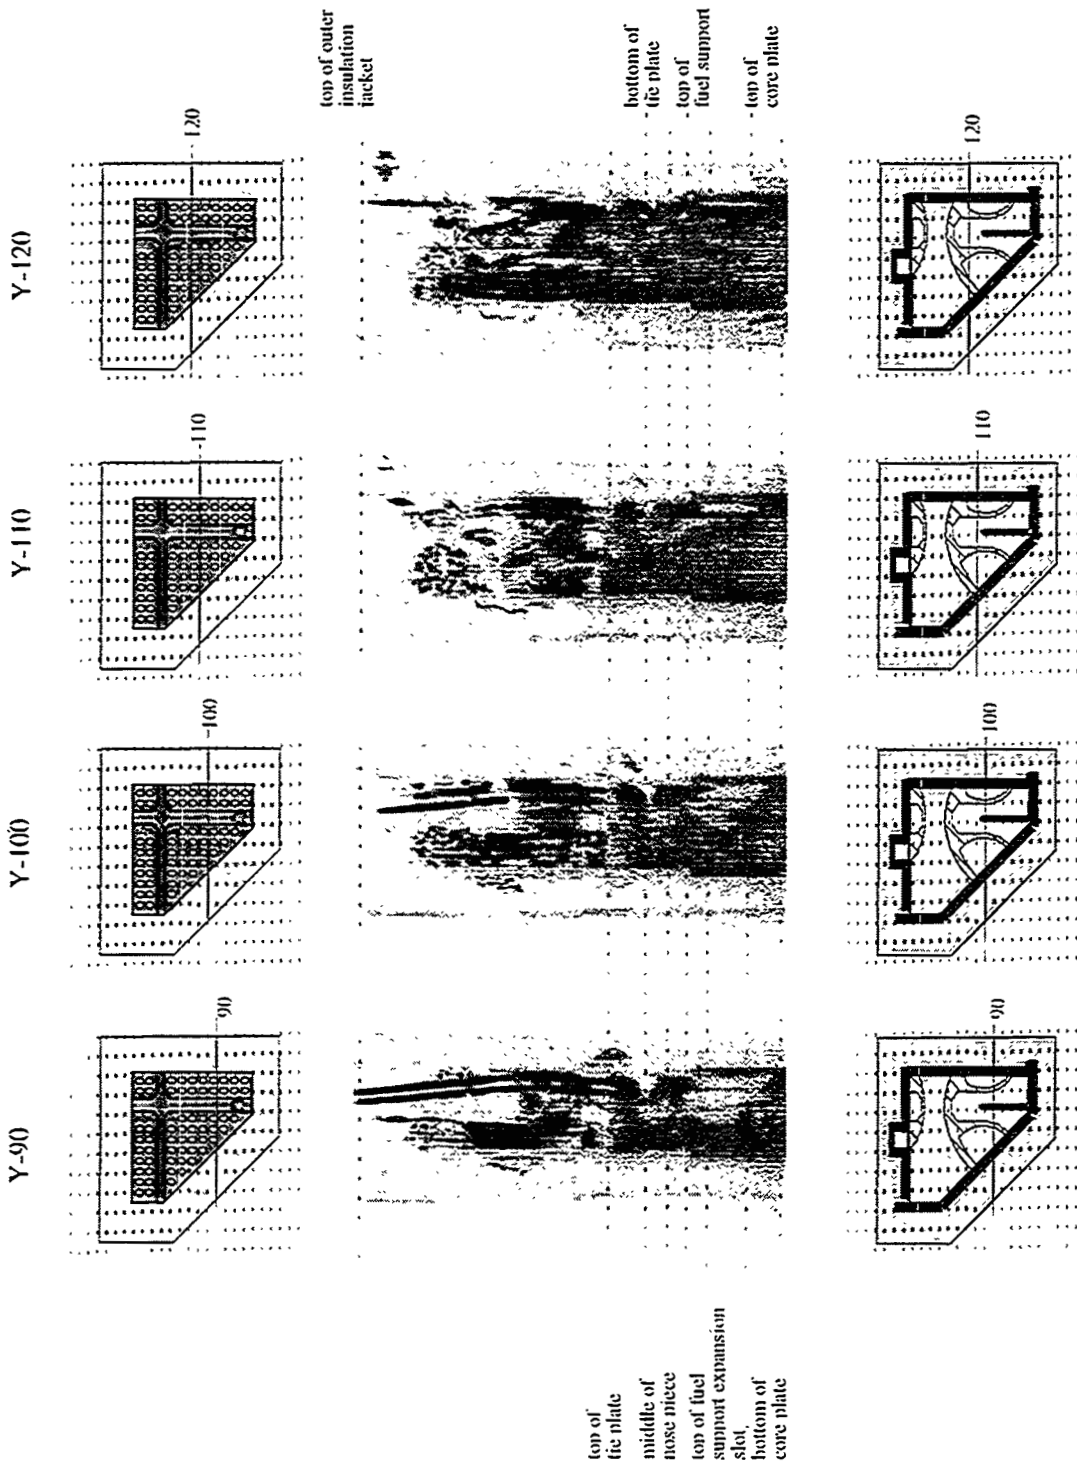 Y-90
Y-100
Y-110
Y-120
90
-100
-110
-120
top of outer
insulation
jacket
bottom of
tie plate
top of
fuel support
top of
core plate
top of
tie plate
middle of
nose piece
top of fuel
support expansion
slot,
bottom of
core plate
90
100
110
120